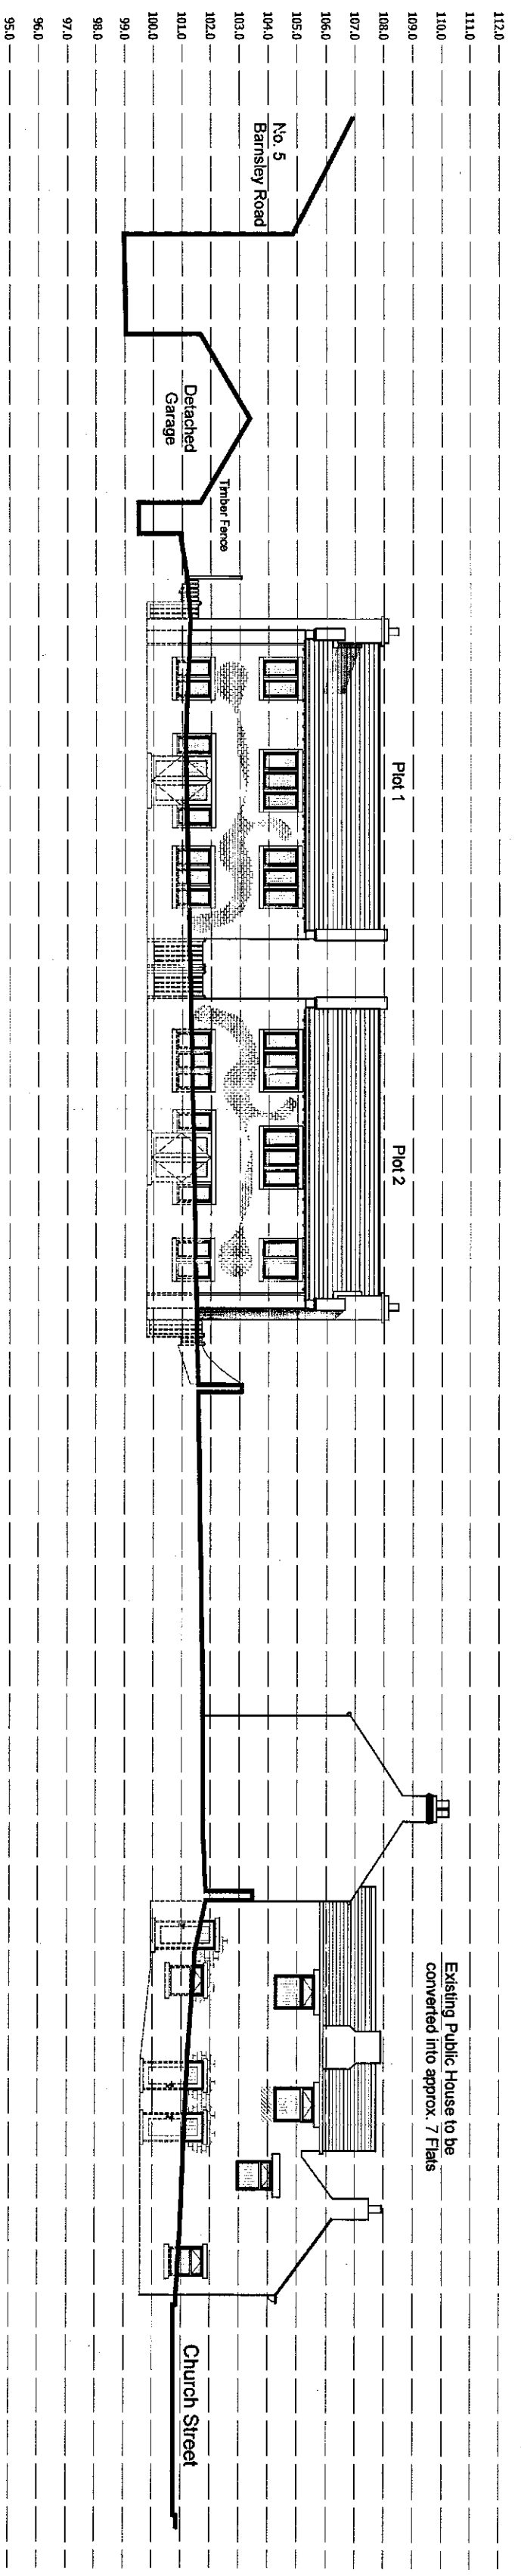 112.0
111.0
110.0
109.0
108.0
107.0
106.0
105.0
104.0
103.0
102.0
101.0
100.0
99.0
98.0
97.0
96.0
95.0
No. 5
Barnsley Road
Detached
Garage
Timber Fence
Plot 1
Plot 2
Existing Public House to be
converted into approx. 7 Flats
Church Street